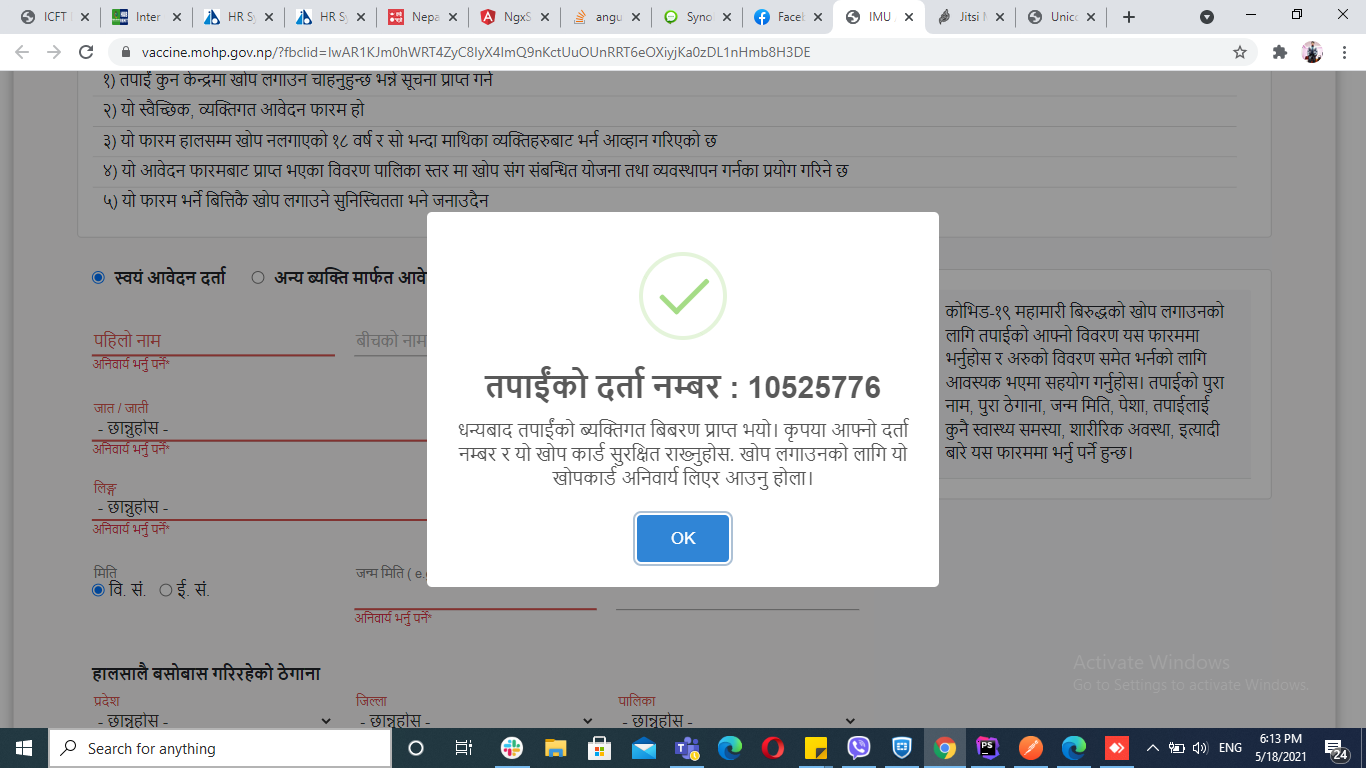 ICFT
Inter
HR Sy
HR Sy
Nepa
NgxS
angu
Syno
Faceb
IMU
Jitsi
Unico
vaccine.mohp.gov.np/?fbclid=IwAR1KJm0hWRT4ZyC8IyX4ImQ9nKctUuOUnRRT6eOXiyjKa0zDL1nHmb8H3DE
१) तपाईं कुन केन्द्रमा खोप लगाउन चाहनुहुन्छ भन्ने सूचना प्राप्त गर्न
२) यो स्वैच्छिक, व्यक्तिगत आवेदन फारम हो
३) यो फारम हालसम्म खोप नलगाएको १८ वर्ष र सो भन्दा माथिका व्यक्तिहरुबाट भर्न आव्हान गरिएको छ
४) यो आवेदन फारमबाट प्राप्त भएका विवरण पालिका स्तर मा खोप संग संबन्धित योजना तथा व्यवस्थापन गर्नका प्रयोग गरिने छ
५) यो फारम भर्ने बित्तिकै खोप लगाउने सुनिस्चितता भने जनाउदैन
स्वयं आवेदन दर्ता
अन्य ब्यक्ति मार्फत आवे
पहिलो नाम
बीचको नाम
अनिवार्य भर्नु पर्ने*
जात / जाती
- छान्नुहोस -
अनिवार्य भर्नु पर्ने*
लिङ्ग
- छान्नुहोस -
अनिवार्य भर्नु पर्ने*
मिति
वि. सं.
ई. सं.
जन्म मिति ( e.
अनिवार्य भर्नु पर्ने*
तपाईंको दर्ता नम्बर : 10525776
धन्यबाद तपाईंको ब्यक्तिगत बिबरण प्राप्त भयो। कृपया आफ्नो दर्ता
नम्बर र यो खोप कार्ड सुरक्षित राख्नुहोस. खोप लगाउनको लागि यो
खोपकार्ड अनिवार्य लिएर आउनु होला।
OK
कोभिड-१९ महामारी बिरुद्धको खोप लगाउनको
लागि तपाईको आफ्नो विवरण यस फारममा
भर्नुहोस र अरुको विवरण समेत भर्नको लागि
आवस्यक भएमा सहयोग गर्नुहोस। तपाईको पुरा
नाम, पुरा ठेगाना, जन्म मिति, पेशा, तपाईलाई
कुनै स्वास्थ्य समस्या, शारीरिक अवस्था, इत्यादी
बारे यस फारममा भर्नु पर्ने हुन्छ।
हालसालै बसोबास गरिरहेको ठेगाना
प्रदेश
जिल्ला
पालिका
- छान्नुहोस -
- छान्नुहोस -
- छान्नुहोस -
Activate Windows
Go to Settings to activate Windows.
Search for anything
PS
ENG
6:13 PM
5/18/2021
24